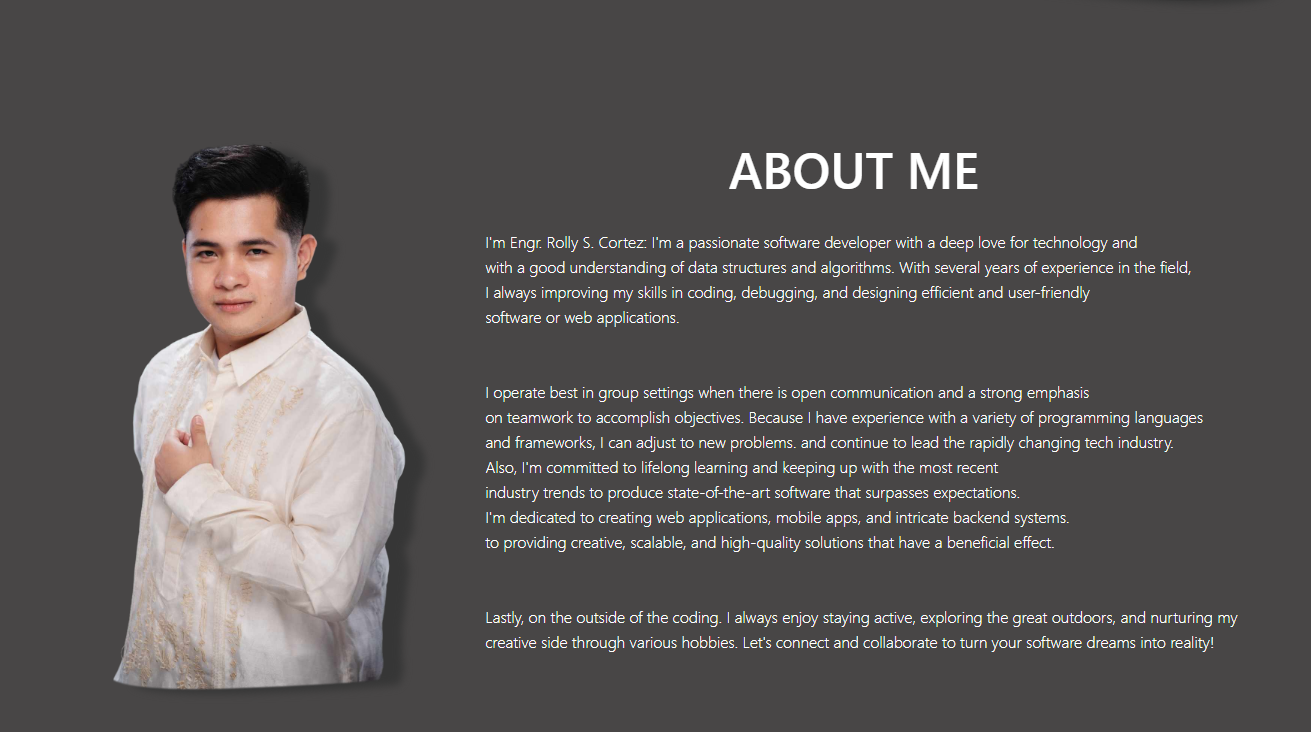 ABOUT ME
I'm Engr. Rolly S. Cortez: I'm a passionate software developer with a deep love for technology and
with a good understanding of data structures and algorithms. With several years of experience in the field,
I always improving my skills in coding, debugging, and designing efficient and user-friendly
software or web applications.
I operate best in group settings when there is open communication and a strong emphasis
on teamwork to accomplish objectives. Because I have experience with a variety of programming languages
and frameworks, I can adjust to new problems. and continue to lead the rapidly changing tech industry.
Also, I'm committed to lifelong learning and keeping up with the most recent
industry trends to produce state-of-the-art software that surpasses expectations.
I'm dedicated to creating web applications, mobile apps, and intricate backend systems.
to providing creative, scalable, and high-quality solutions that have a beneficial effect.
Lastly, on the outside of the coding. I always enjoy staying active, exploring the great outdoors, and nurturing my
creative side through various hobbies. Let's connect and collaborate to turn your software dreams into reality!